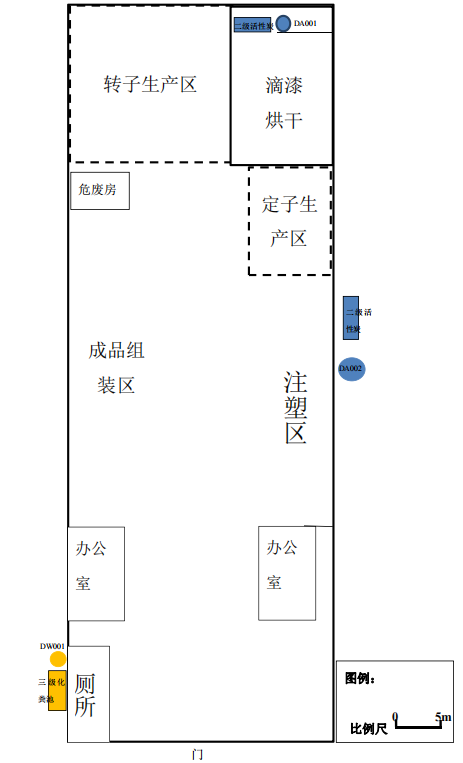 二级活性炭
DA001
转子生产区
滴漆
烘干
危废房
定子生
产区
二级活
性炭
DA002
成品组
装区
注
塑
区
办公
室
办公
室
DW001
三级化
粪池
厕
所
图例：
比例尺
0 5m
门